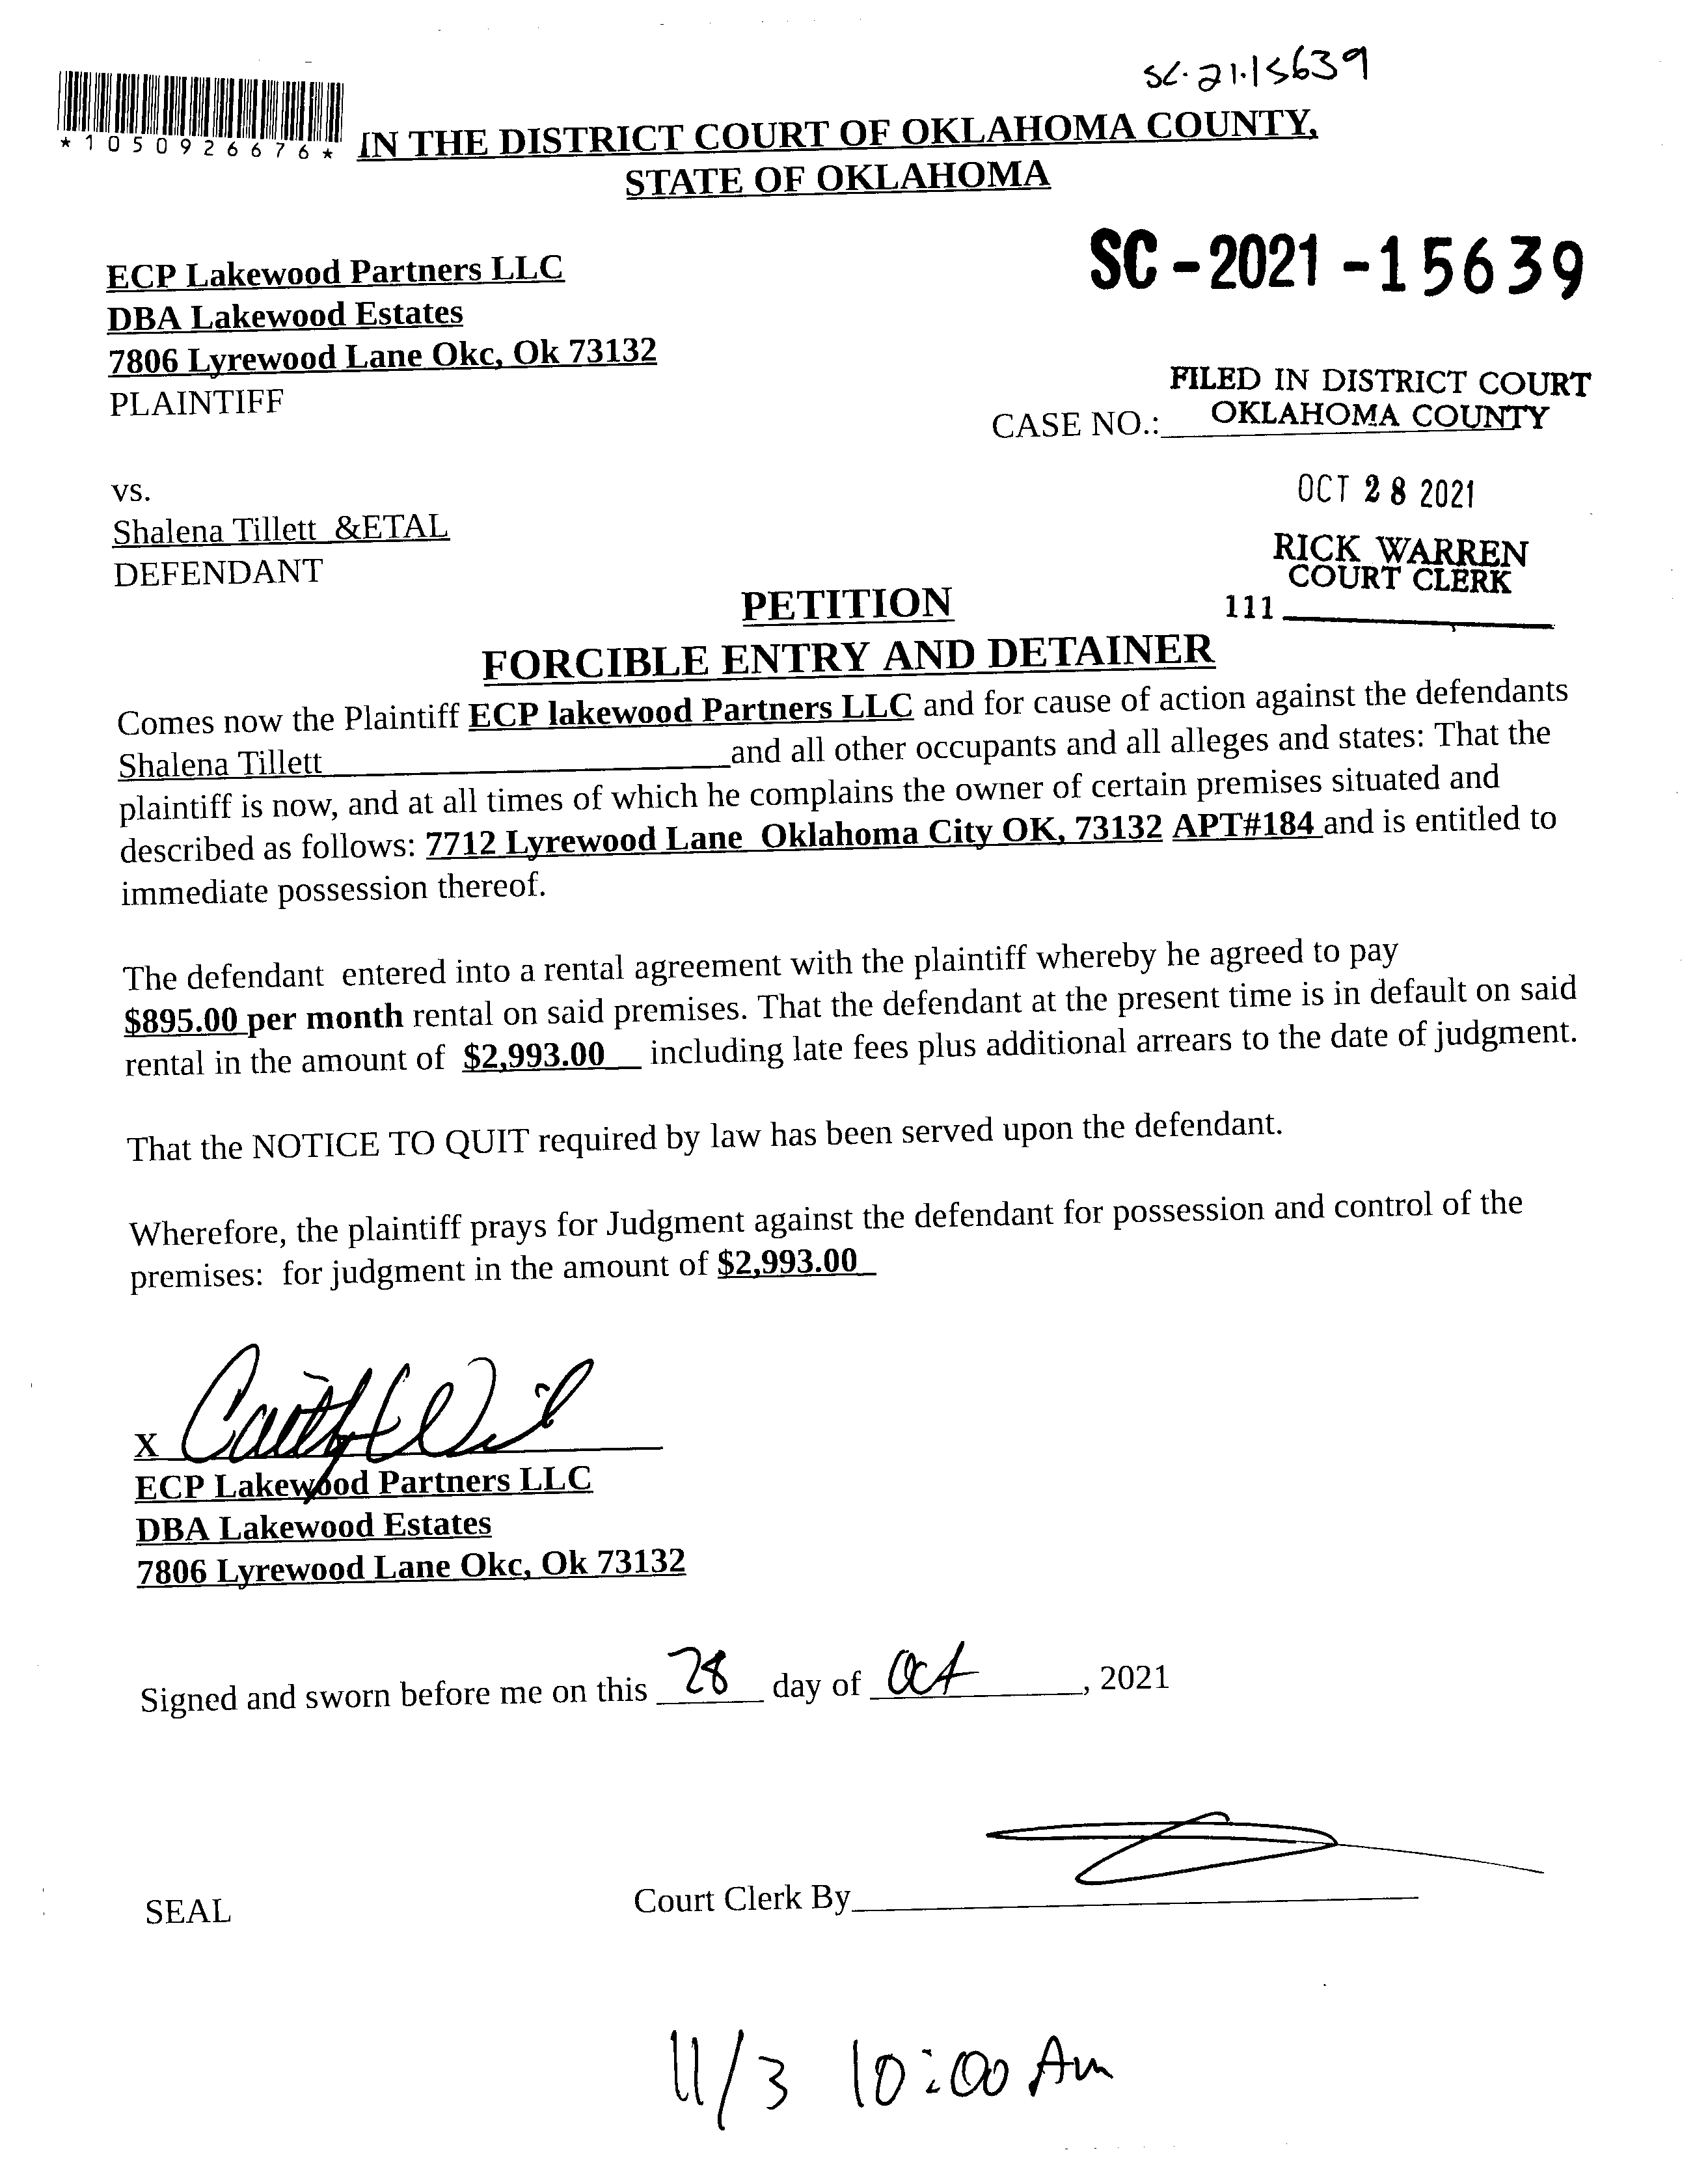 SC-21-15639
*1050926676*
IN THE DISTRICT COURT OF OKLAHOMA COUNTY,
STATE OF OKLAHOMA
SC-2021-15639
ECP Lakewood Partners LLC
DBA Lakewood Estates
7806 Lyrewood Lane Okc, Ok 73132
PLAINTIFF
FILED IN DISTRICT COURT
OKLAHOMA COUNTY
CASE NO.:
OCT 28 2021
vs.
Shalena Tillett &ETAL
DEFENDANT
RICK WARREN
COURT CLERK
111
PETITION
FORCIBLE ENTRY AND DETAINER
Comes now the Plaintiff ECP lakewood Partners LLC and for cause of action against the defendants
Shalena Tillett and all other occupants and all alleges and states: That the
plaintiff is now, and at all times of which he complains the owner of certain premises situated and
described as follows: 7712 Lyrewood Lane Oklahoma City OK, 73132 APT#184 and is entitled to
immediate possession thereof.
The defendant entered into a rental agreement with the plaintiff whereby he agreed to pay
$895.00 per month rental on said premises. That the defendant at the present time is in default on said
rental in the amount of $2,993.00 including late fees plus additional arrears to the date of judgment.
That the NOTICE TO QUIT required by law has been served upon the defendant.
Wherefore, the plaintiff prays for Judgment against the defendant for possession and control of the
premises: for judgment in the amount of $2,993.00
X
ECP Lakewood Partners LLC
DBA Lakewood Estates
7806 Lyrewood Lane Okc, Ok 73132
Signed and sworn before me on this 28 day of Oct, 2021
SEAL
Court Clerk By
11/3 10:00 Am